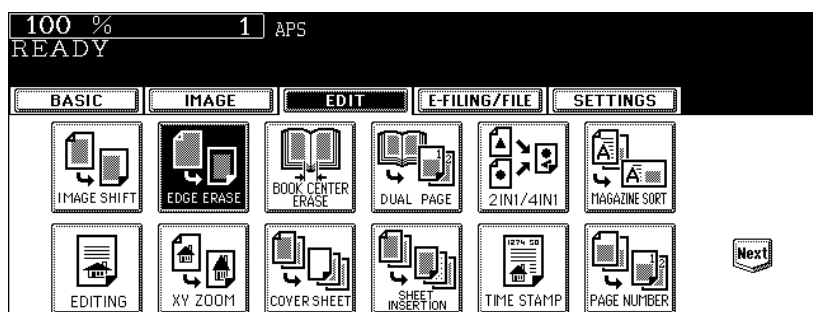 100 % 1 APS
READY
BASIC IMAGE EDIT E-FILING/FILE SETTINGS
IMAGE SHIFT EDGE ERASE BOOK CENTER ERASE DUAL PAGE 2IN1/4IN1 MAGAZINE SORT
EDITING XY ZOOM COVER SHEET SHEET INSERTION TIME STAMP PAGE NUMBER Next